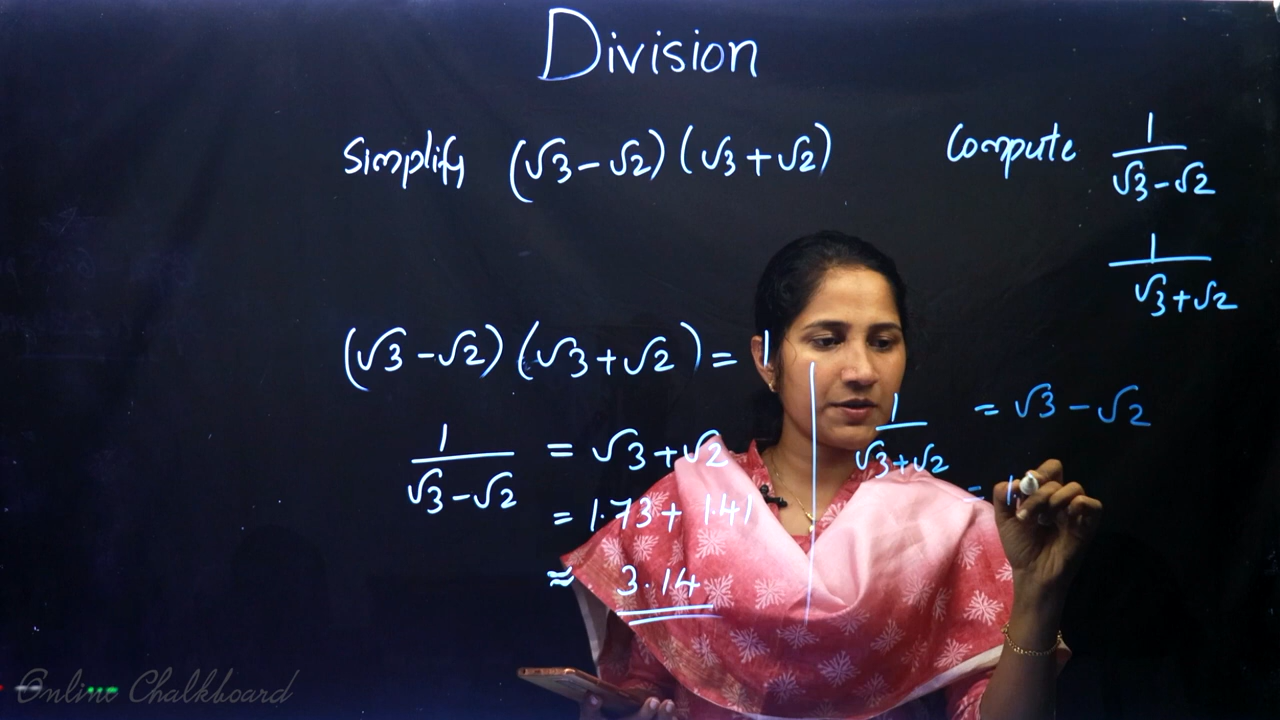 Division
Simplify (√3 - √2) (√3 + √2)
Compute 1/(√3 - √2)
1/(√3 + √2)
(√3 - √2) (√3 + √2) = 1
1/(√3 - √2) = √3 + √2
= 1.73 + 1.41
≈ 3.14
1/(√3 + √2) = √3 - √2
= 1.
Online Chalkboard